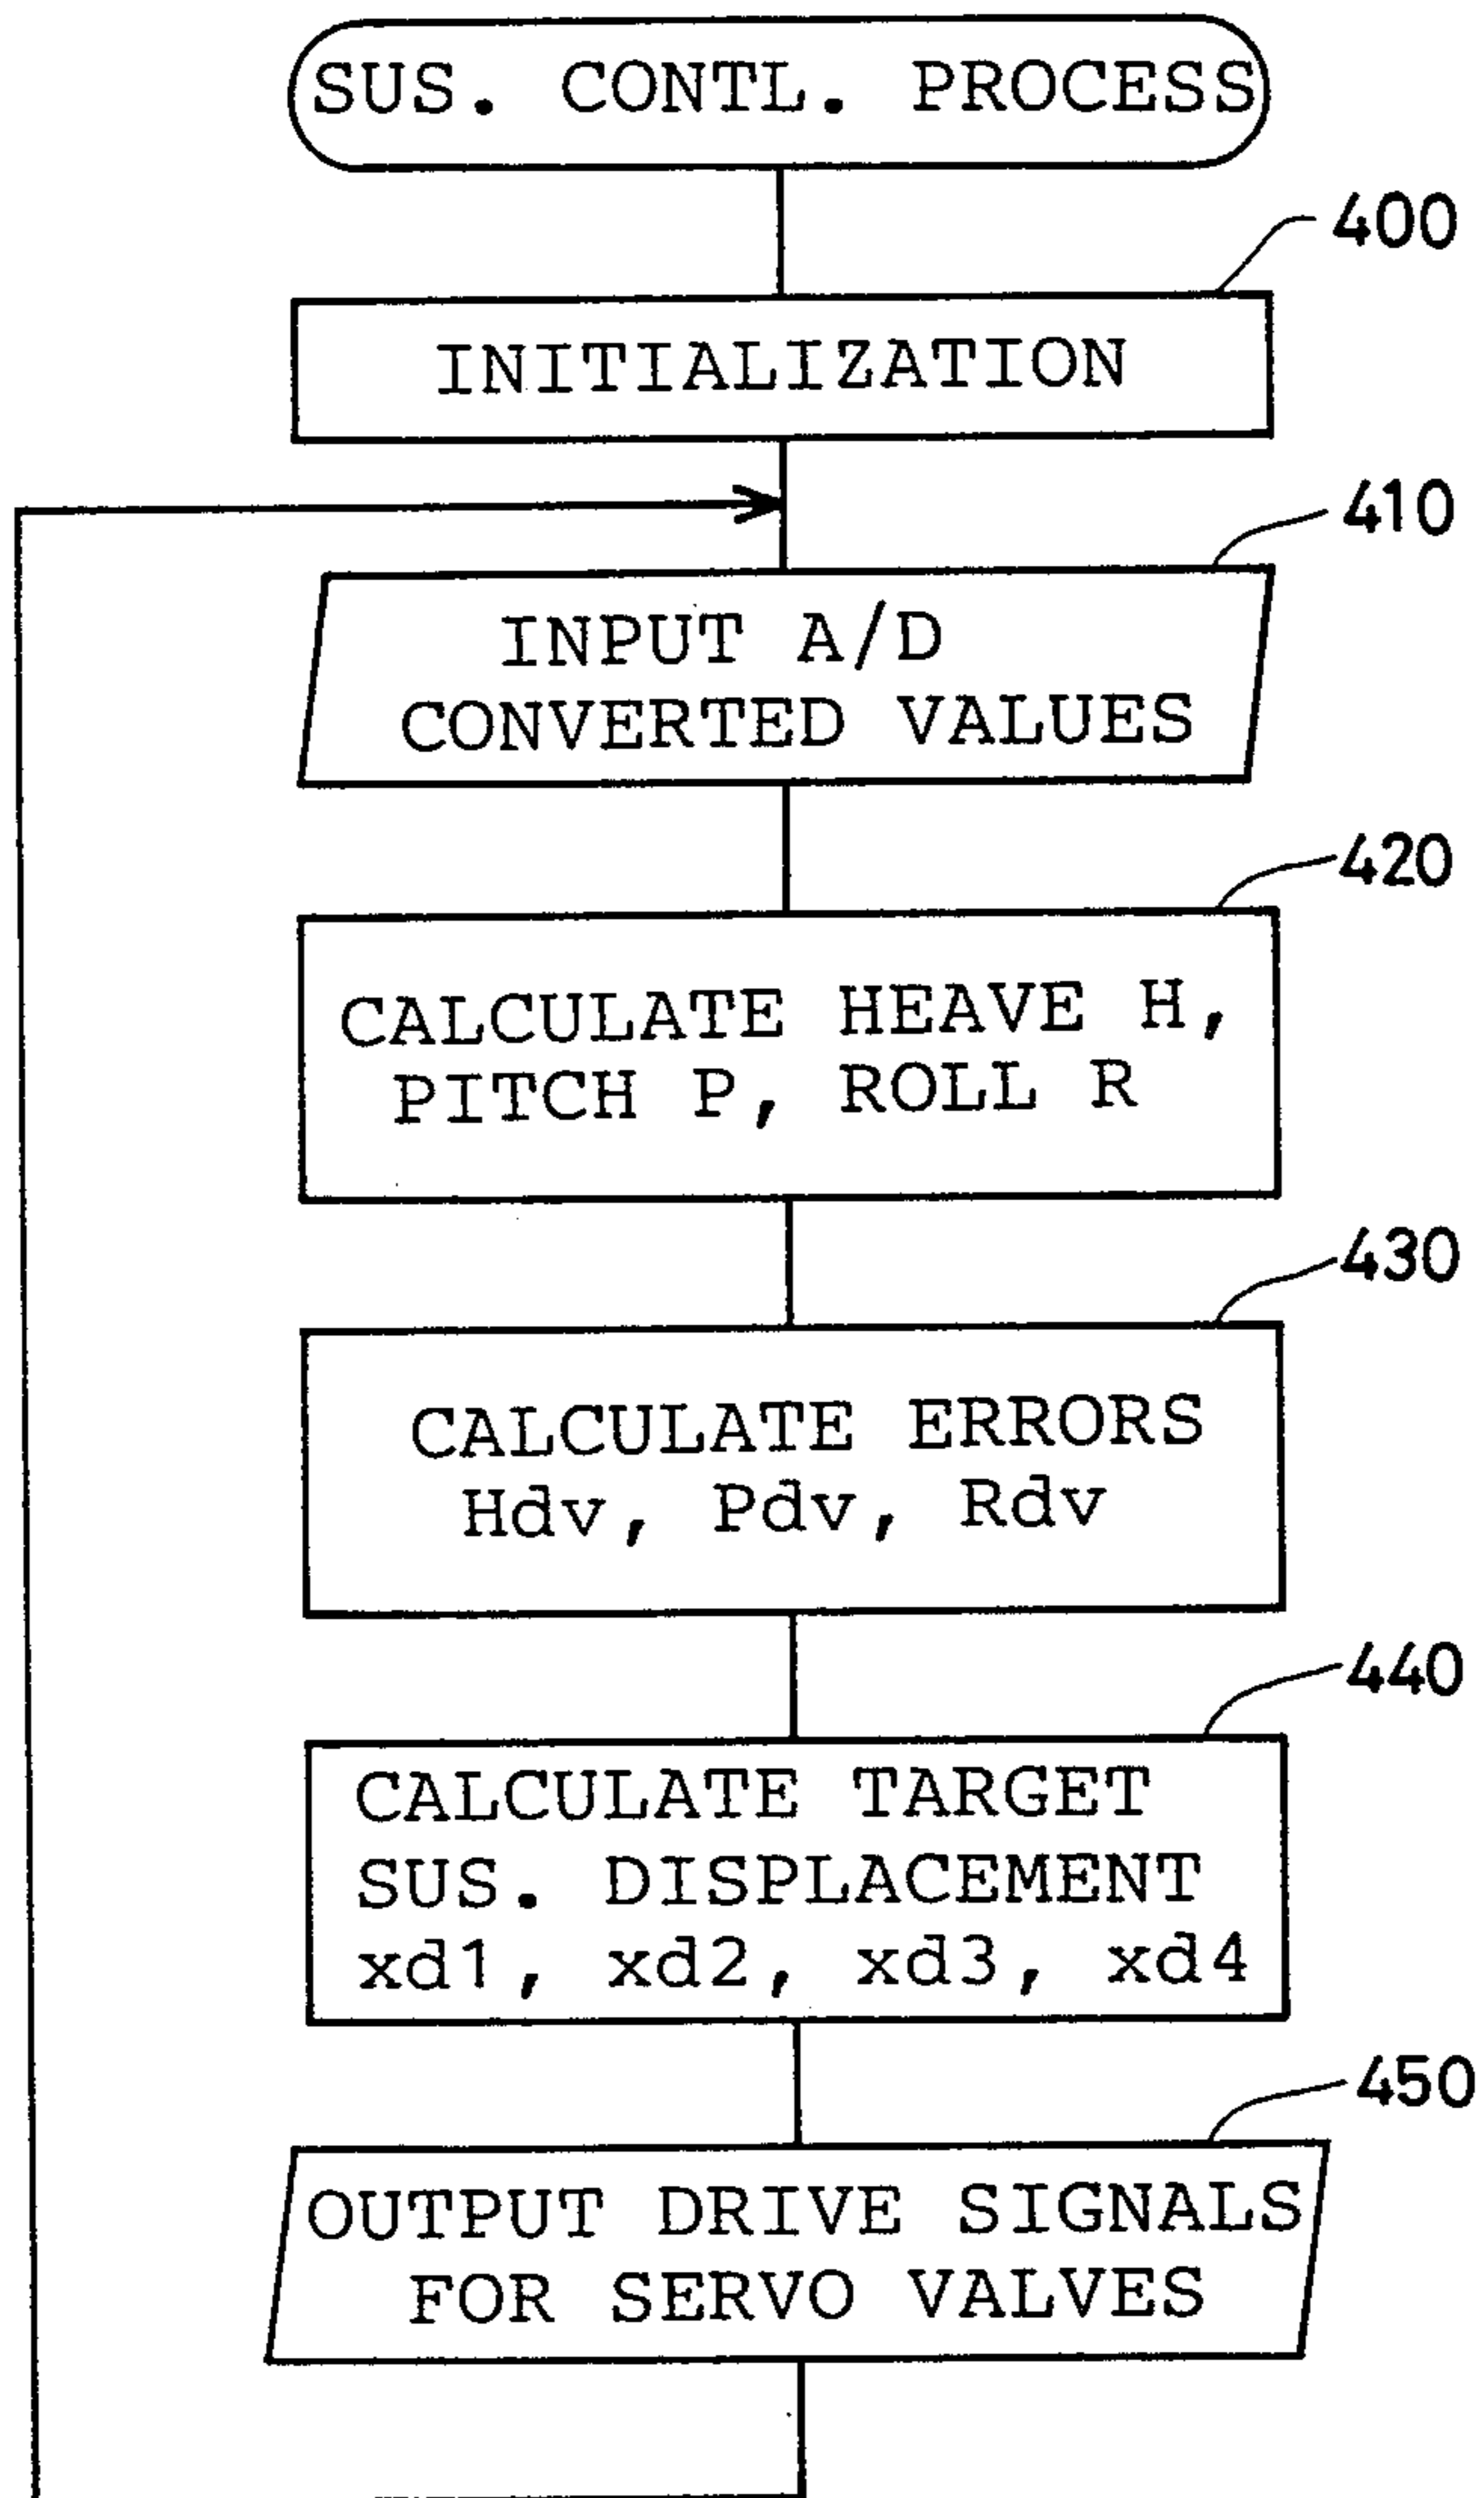 SUS. CONTL. PROCESS
400
INITIALIZATION
410
INPUT A/D
CONVERTED VALUES
420
CALCULATE HEAVE H,
PITCH P, ROLL R
430
CALCULATE ERRORS
Hdv, Pdv, Rdv
440
CALCULATE TARGET
SUS. DISPLACEMENT
xd1, xd2, xd3, xd4
450
OUTPUT DRIVE SIGNALS
FOR SERVO VALVES